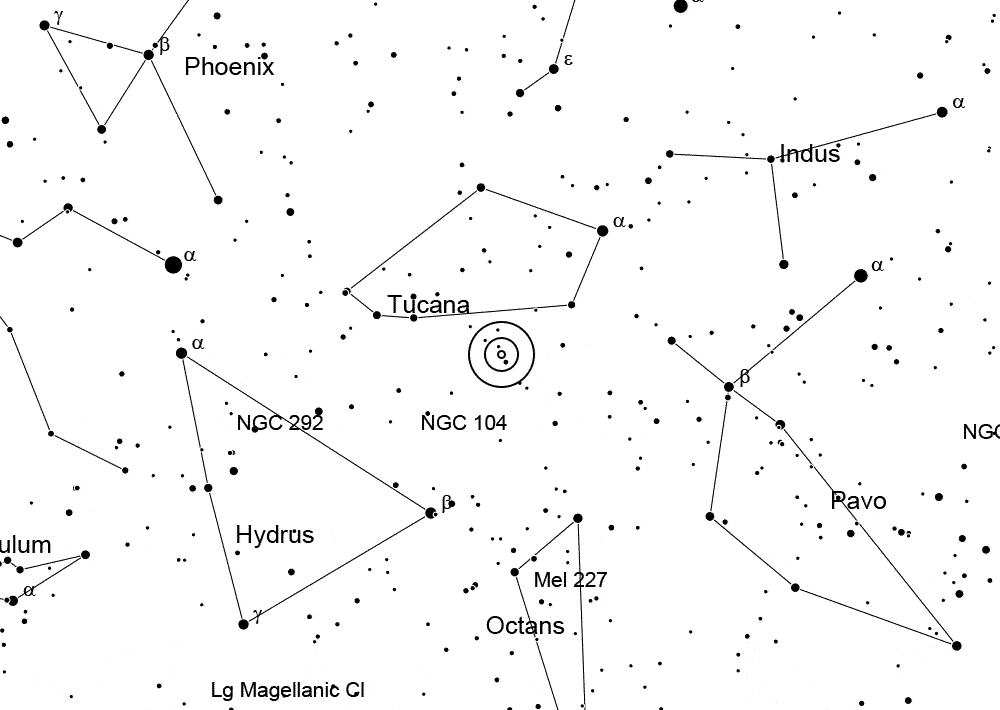 α
γ
β
Phoenix
ε
α
Indus
α
α
α
Tucana
α
β
NGC 292
NGC 104
NGC
β
Pavo
Hydrus
ulum
Mel 227
α
γ
Octans
Lg Magellanic Cl